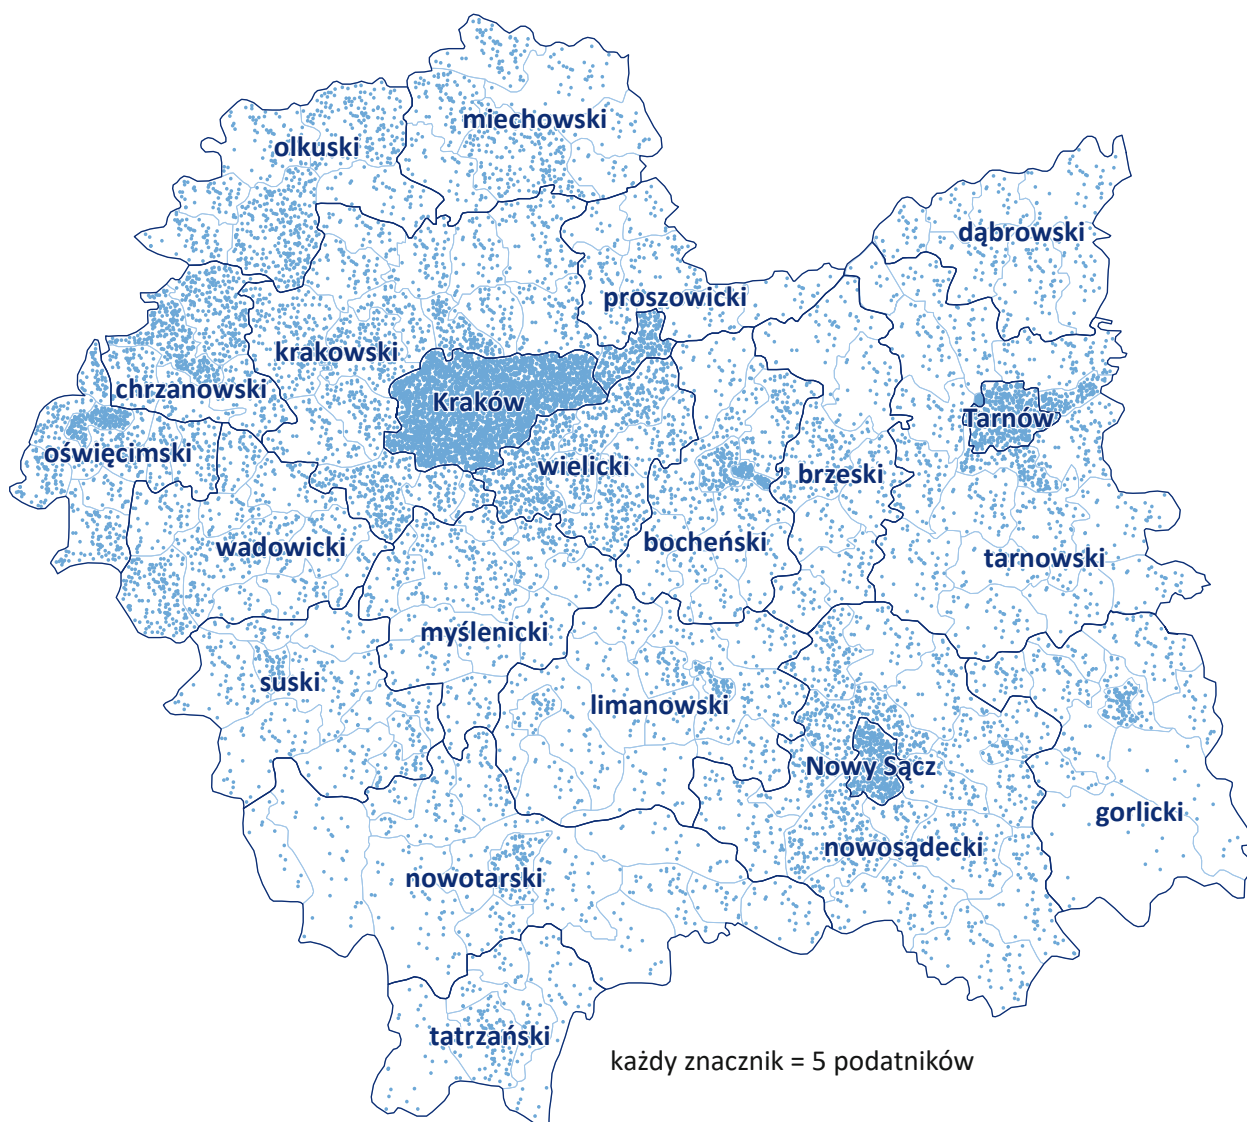 miechowski
olkuski
dąbrowski
proszowicki
krakowski
chrzanowski
Kraków
Tarnów
oświęcimski
wielicki
brzeski
wadowicki
bocheński
tarnowski
myślenicki
suski
limanowski
Nowy Sącz
gorlicki
nowosądecki
nowotarski
tatrzański
każdy znacznik = 5 podatników